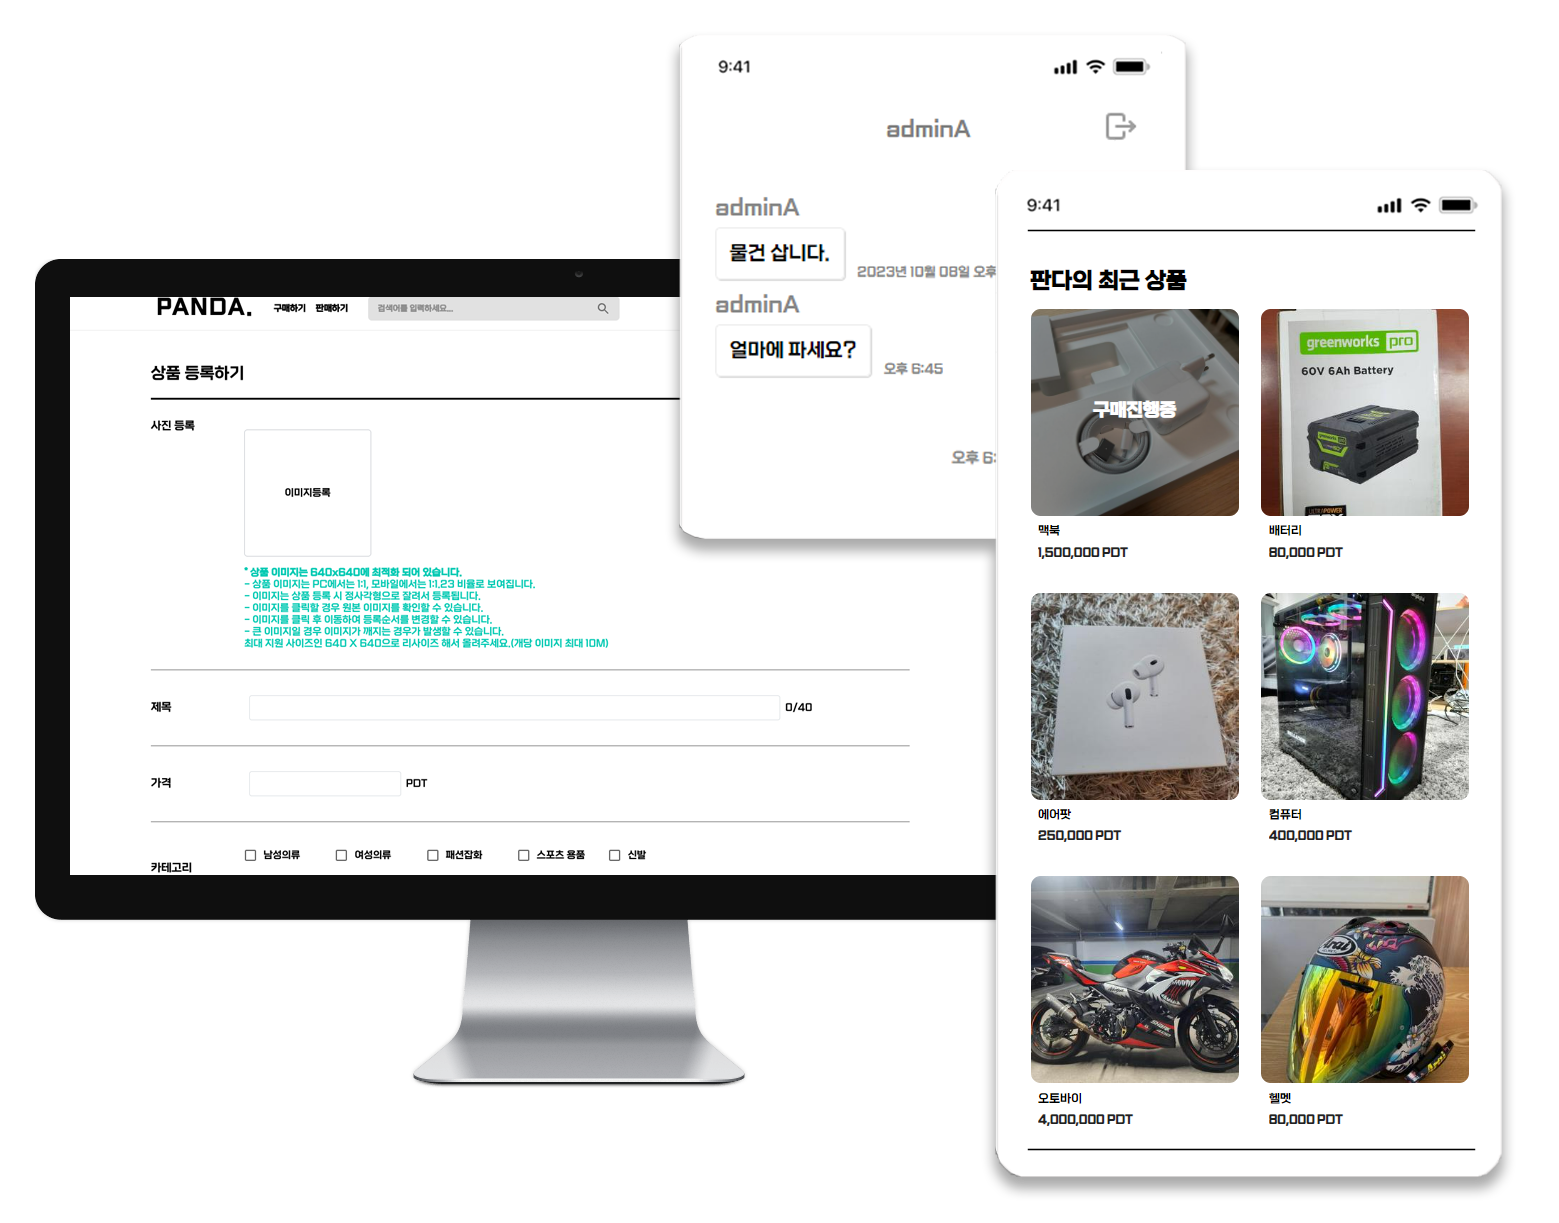 9:41
adminA
adminA
물건 삽니다.
2023년 10월 08일 오후
adminA
얼마에 파세요?
오후 6:45
오후 6:
PANDA.
구매하기 판매하기
검색어를 입력하세요...
상품 등록하기
사진 등록
이미지등록
* 상품 이미지는 640x640에 최적화 되어 있습니다.
- 상품 이미지는 PC에서는 1:1, 모바일에서는 1:1.23 비율로 보여집니다.
- 이미지는 상품 등록 시 정사각형으로 잘려서 등록됩니다.
- 이미지를 클릭할 경우 원본 이미지를 확인할 수 있습니다.
- 이미지를 클릭 후 이동하여 등록순서를 변경할 수 있습니다.
- 큰 이미지일 경우 이미지가 깨지는 경우가 발생할 수 있습니다.
최대 지원 사이즈인 640 X 640으로 리사이즈 해서 올려주세요.(개당 이미지 최대 10M)
제목
0/40
가격
PDT
카테고리
남성의류 여성의류 패션잡화 스포츠 용품 신발
9:41
판다의 최근 상품
구매진행중
greenworks pro
60V 6Ah Battery
맥북
1,500,000 PDT
배터리
80,000 PDT
에어팟
250,000 PDT
컴퓨터
400,000 PDT
Arai
오토바이
4,000,000 PDT
헬멧
80,000 PDT